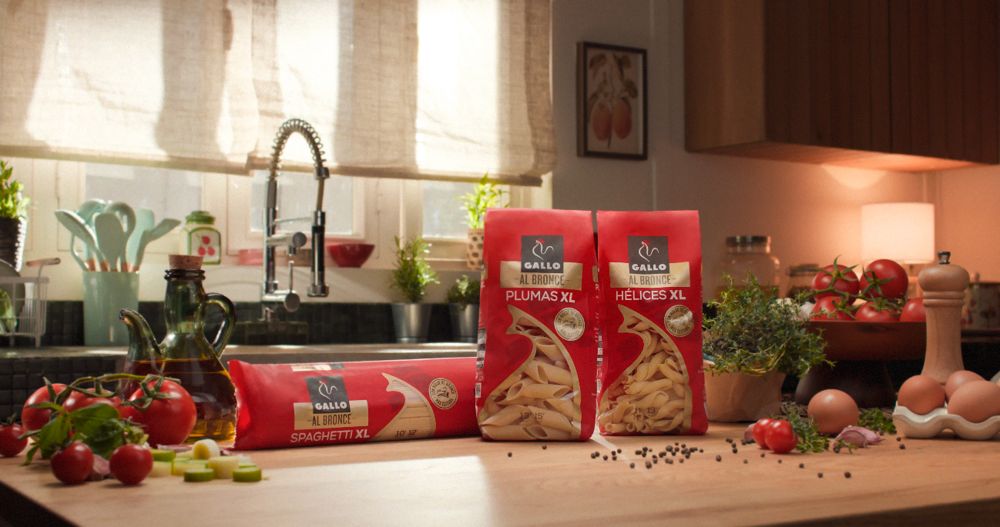 GALLO
AL BRONCE
PLUMAS XL
13' 15'
GALLO
AL BRONCE
HÉLICES XL
11' 13'
GALLO
AL BRONCE
SPAGHETTI XL
10' 12'